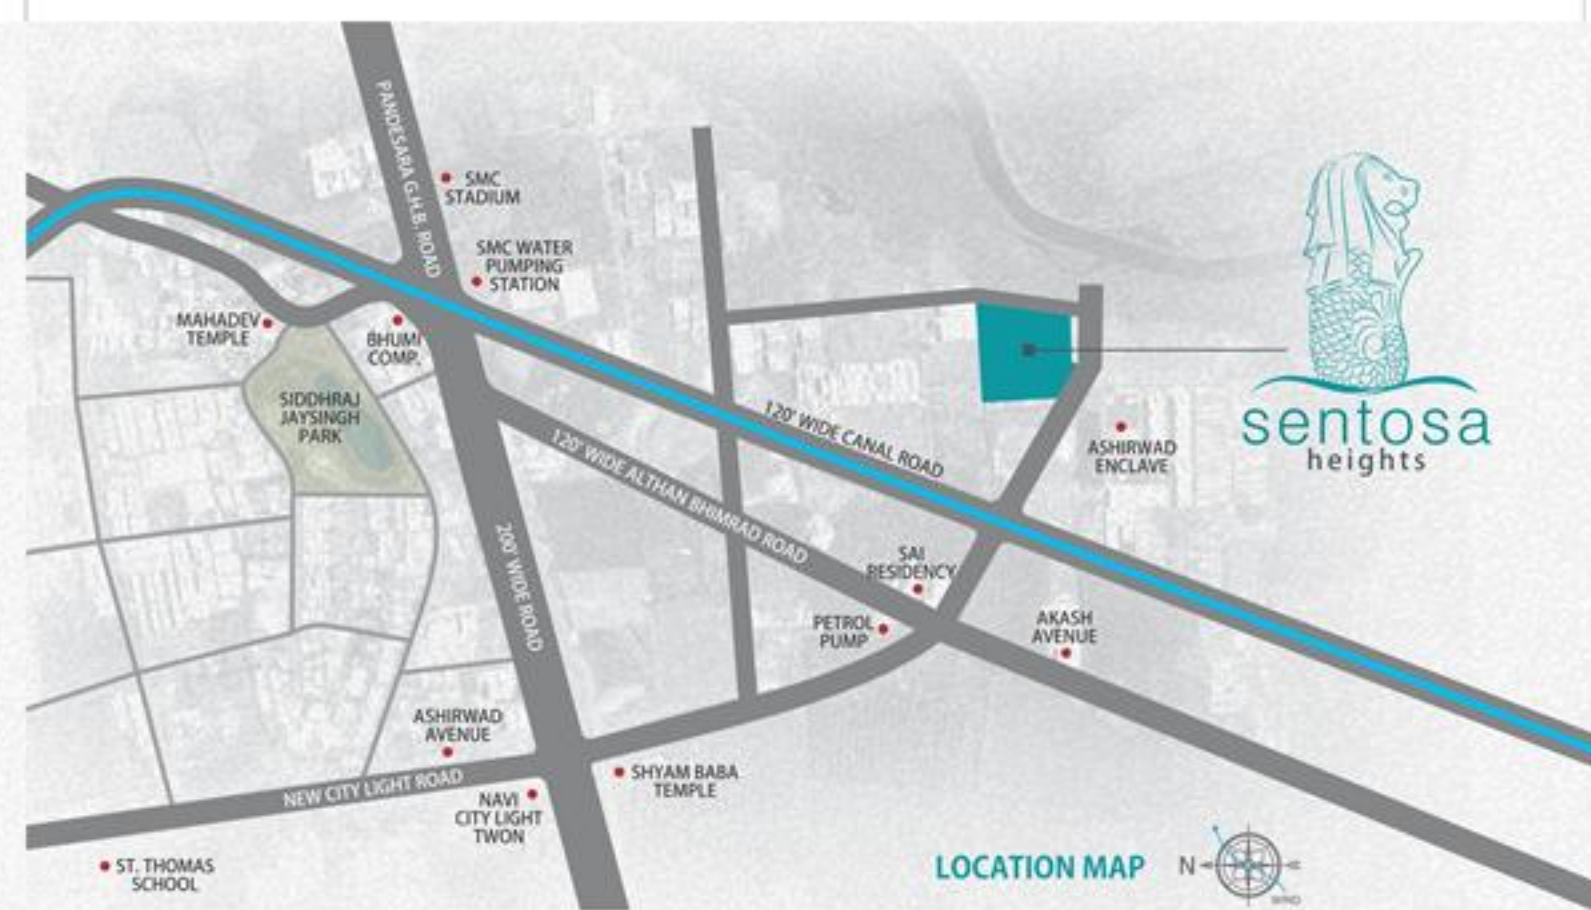 PANDESARA G.H.B. ROAD
SMC
STADIUM
SMC WATER
PUMPING
STATION
MAHADEV
TEMPLE
BHUMI
COMP.
SIDDHRAJ
JAYSINGH
PARK
120' WIDE CANAL ROAD
120' WIDE ALTHAN BHIMRAD ROAD
200' WIDE ROAD
ASHIRWAD
ENCLAVE
sentosa
heights
SAI
RESIDENCY
PETROL
PUMP
AKASH
AVENUE
ASHIRWAD
AVENUE
NEW CITY LIGHT ROAD
NAVI
CITY LIGHT
TWON
SHYAM BABA
TEMPLE
ST. THOMAS
SCHOOL
LOCATION MAP
N
WIND